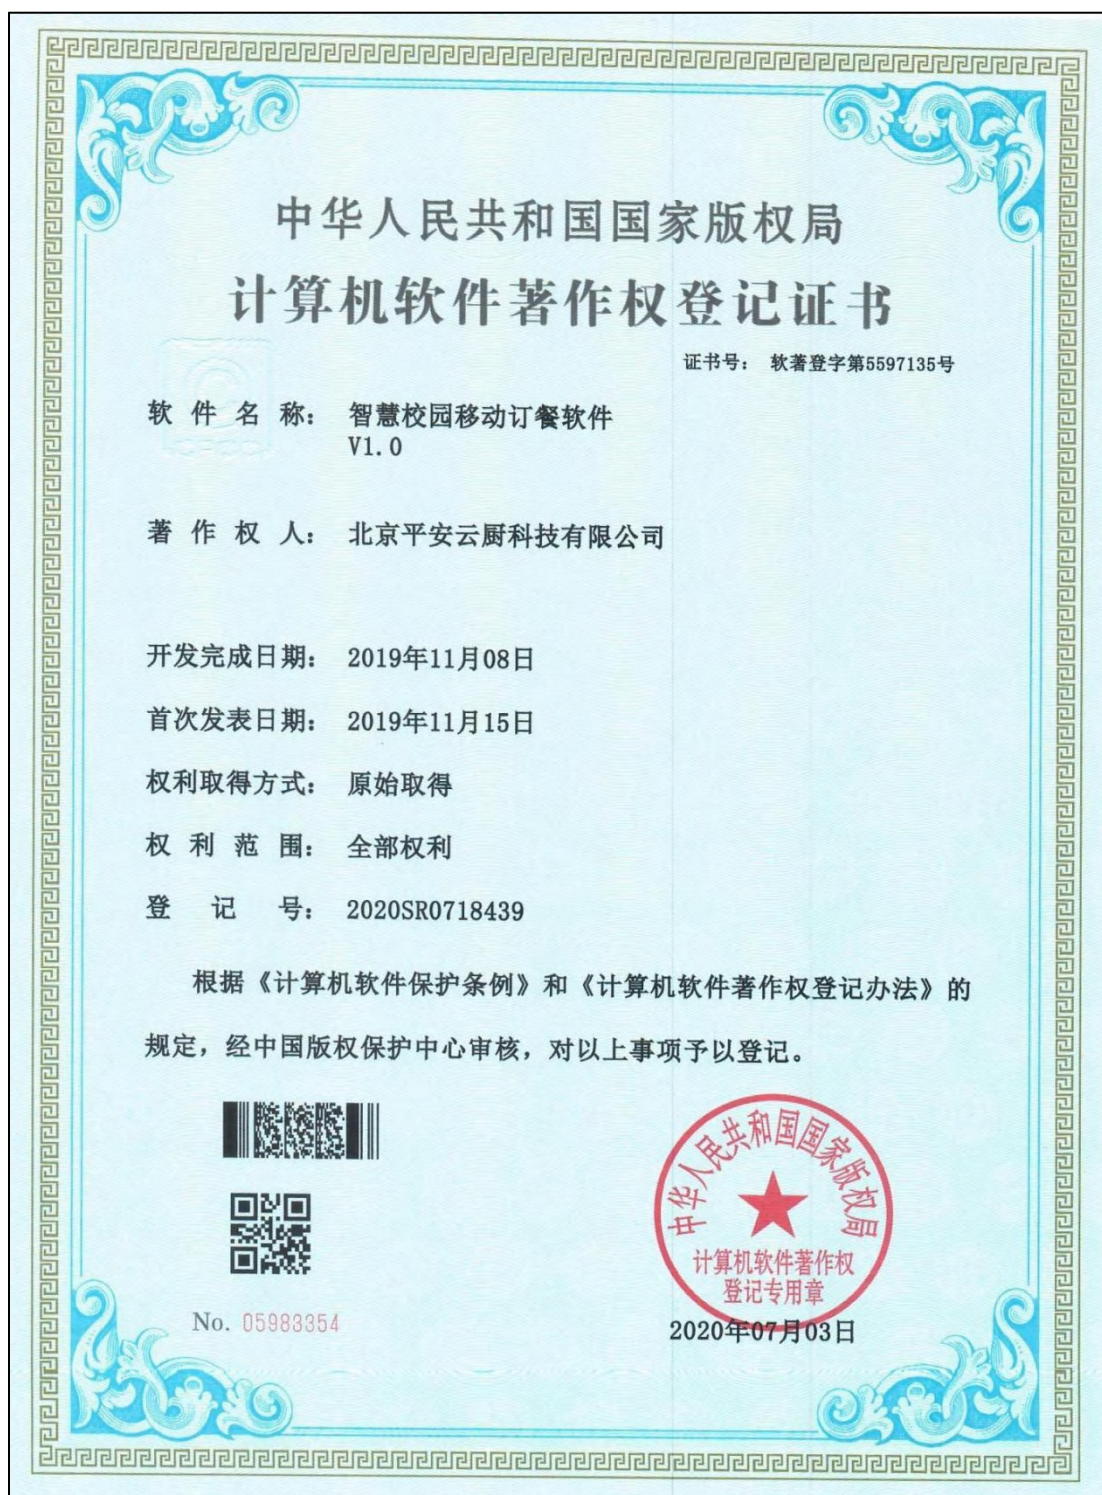 中华人民共和国国家版权局
计算机软件著作权登记证书
证书号： 软著登字第5597135号
软件名称： 智慧校园移动订餐软件
V1.0
著作权人： 北京平安云厨科技有限公司
开发完成日期： 2019年11月08日
首次发表日期： 2019年11月15日
权利取得方式： 原始取得
权利范围： 全部权利
登记号： 2020SR0718439
根据《计算机软件保护条例》和《计算机软件著作权登记办法》的
规定，经中国版权保护中心审核，对以上事项予以登记。
中华人民共和国国家版权局
计算机软件著作权
登记专用章
No. 05983354
2020年07月03日